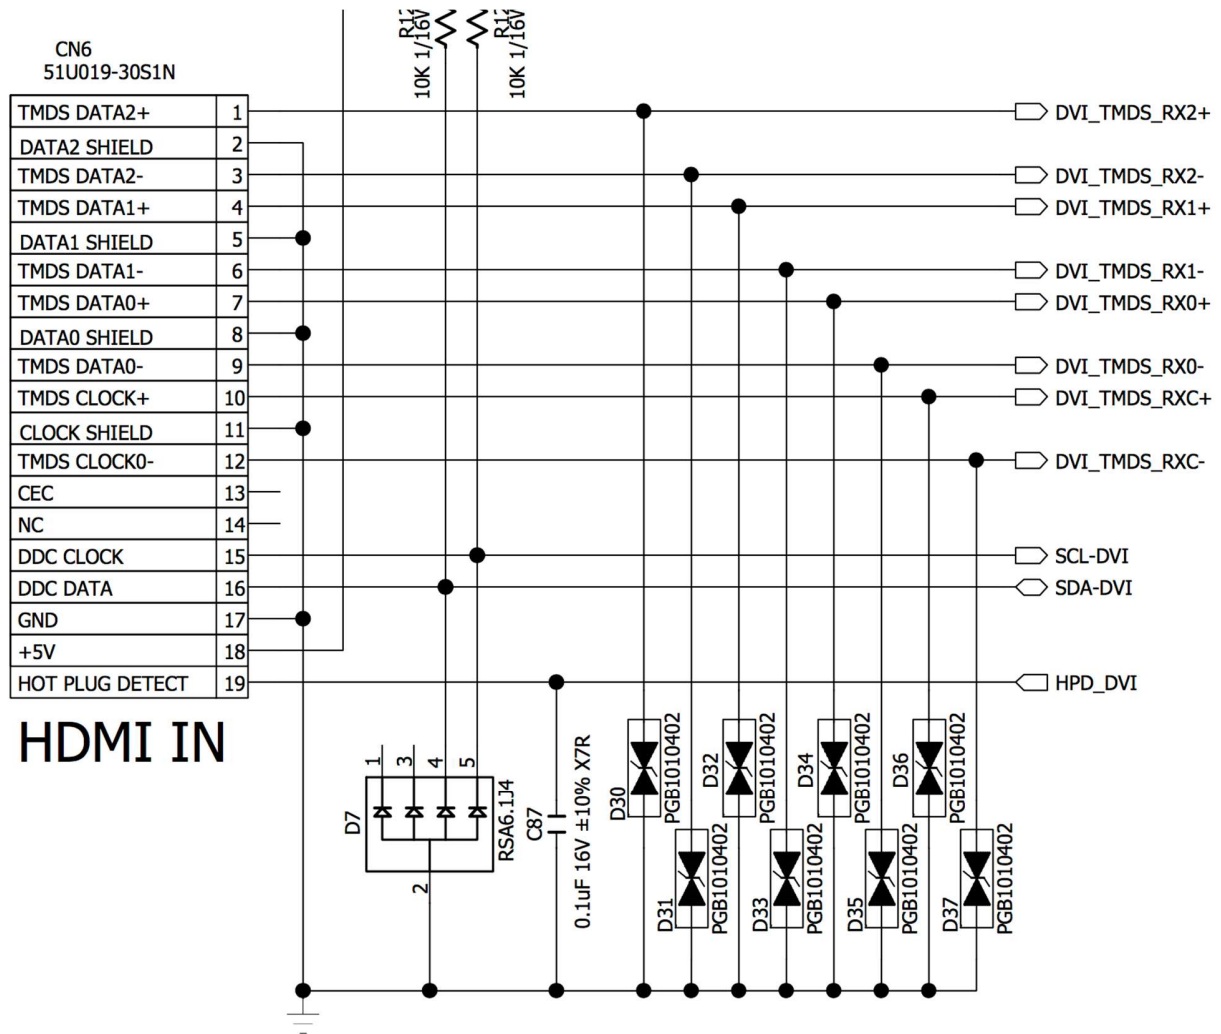 10K 1/16V
10K 1/16V
CN6
51U019-30S1N
TMDS DATA2+ 1 DVI_TMDS_RX2+
DATA2 SHIELD 2
TMDS DATA2- 3 DVI_TMDS_RX2-
TMDS DATA1+ 4 DVI_TMDS_RX1+
DATA1 SHIELD 5
TMDS DATA1- 6 DVI_TMDS_RX1-
TMDS DATA0+ 7 DVI_TMDS_RX0+
DATA0 SHIELD 8
TMDS DATA0- 9 DVI_TMDS_RX0-
TMDS CLOCK+ 10 DVI_TMDS_RXC+
CLOCK SHIELD 11
TMDS CLOCK0- 12 DVI_TMDS_RXC-
CEC 13
NC 14
DDC CLOCK 15 SCL-DVI
DDC DATA 16 SDA-DVI
GND 17
+5V 18
HOT PLUG DETECT 19 HPD_DVI
HDMI IN
1 3 4 5
D7
RSA6.1J4
2
C87
0.1uF 16V ±10% X7R
D30
PGB1010402
D32
PGB1010402
D34
PGB1010402
D36
PGB1010402
D31
PGB1010402
D33
PGB1010402
D35
PGB1010402
D37
PGB1010402